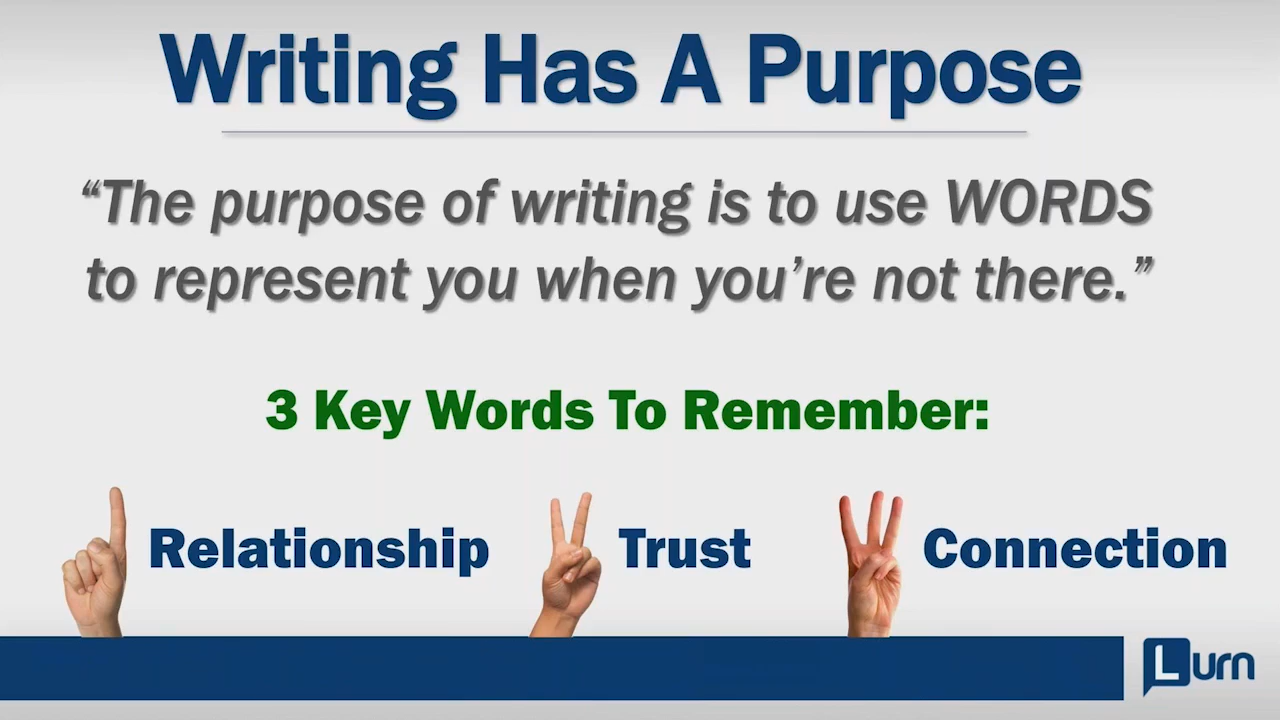 Writing Has A Purpose
“The purpose of writing is to use WORDS
to represent you when you’re not there.”
3 Key Words To Remember:
Relationship Trust Connection
Lurn